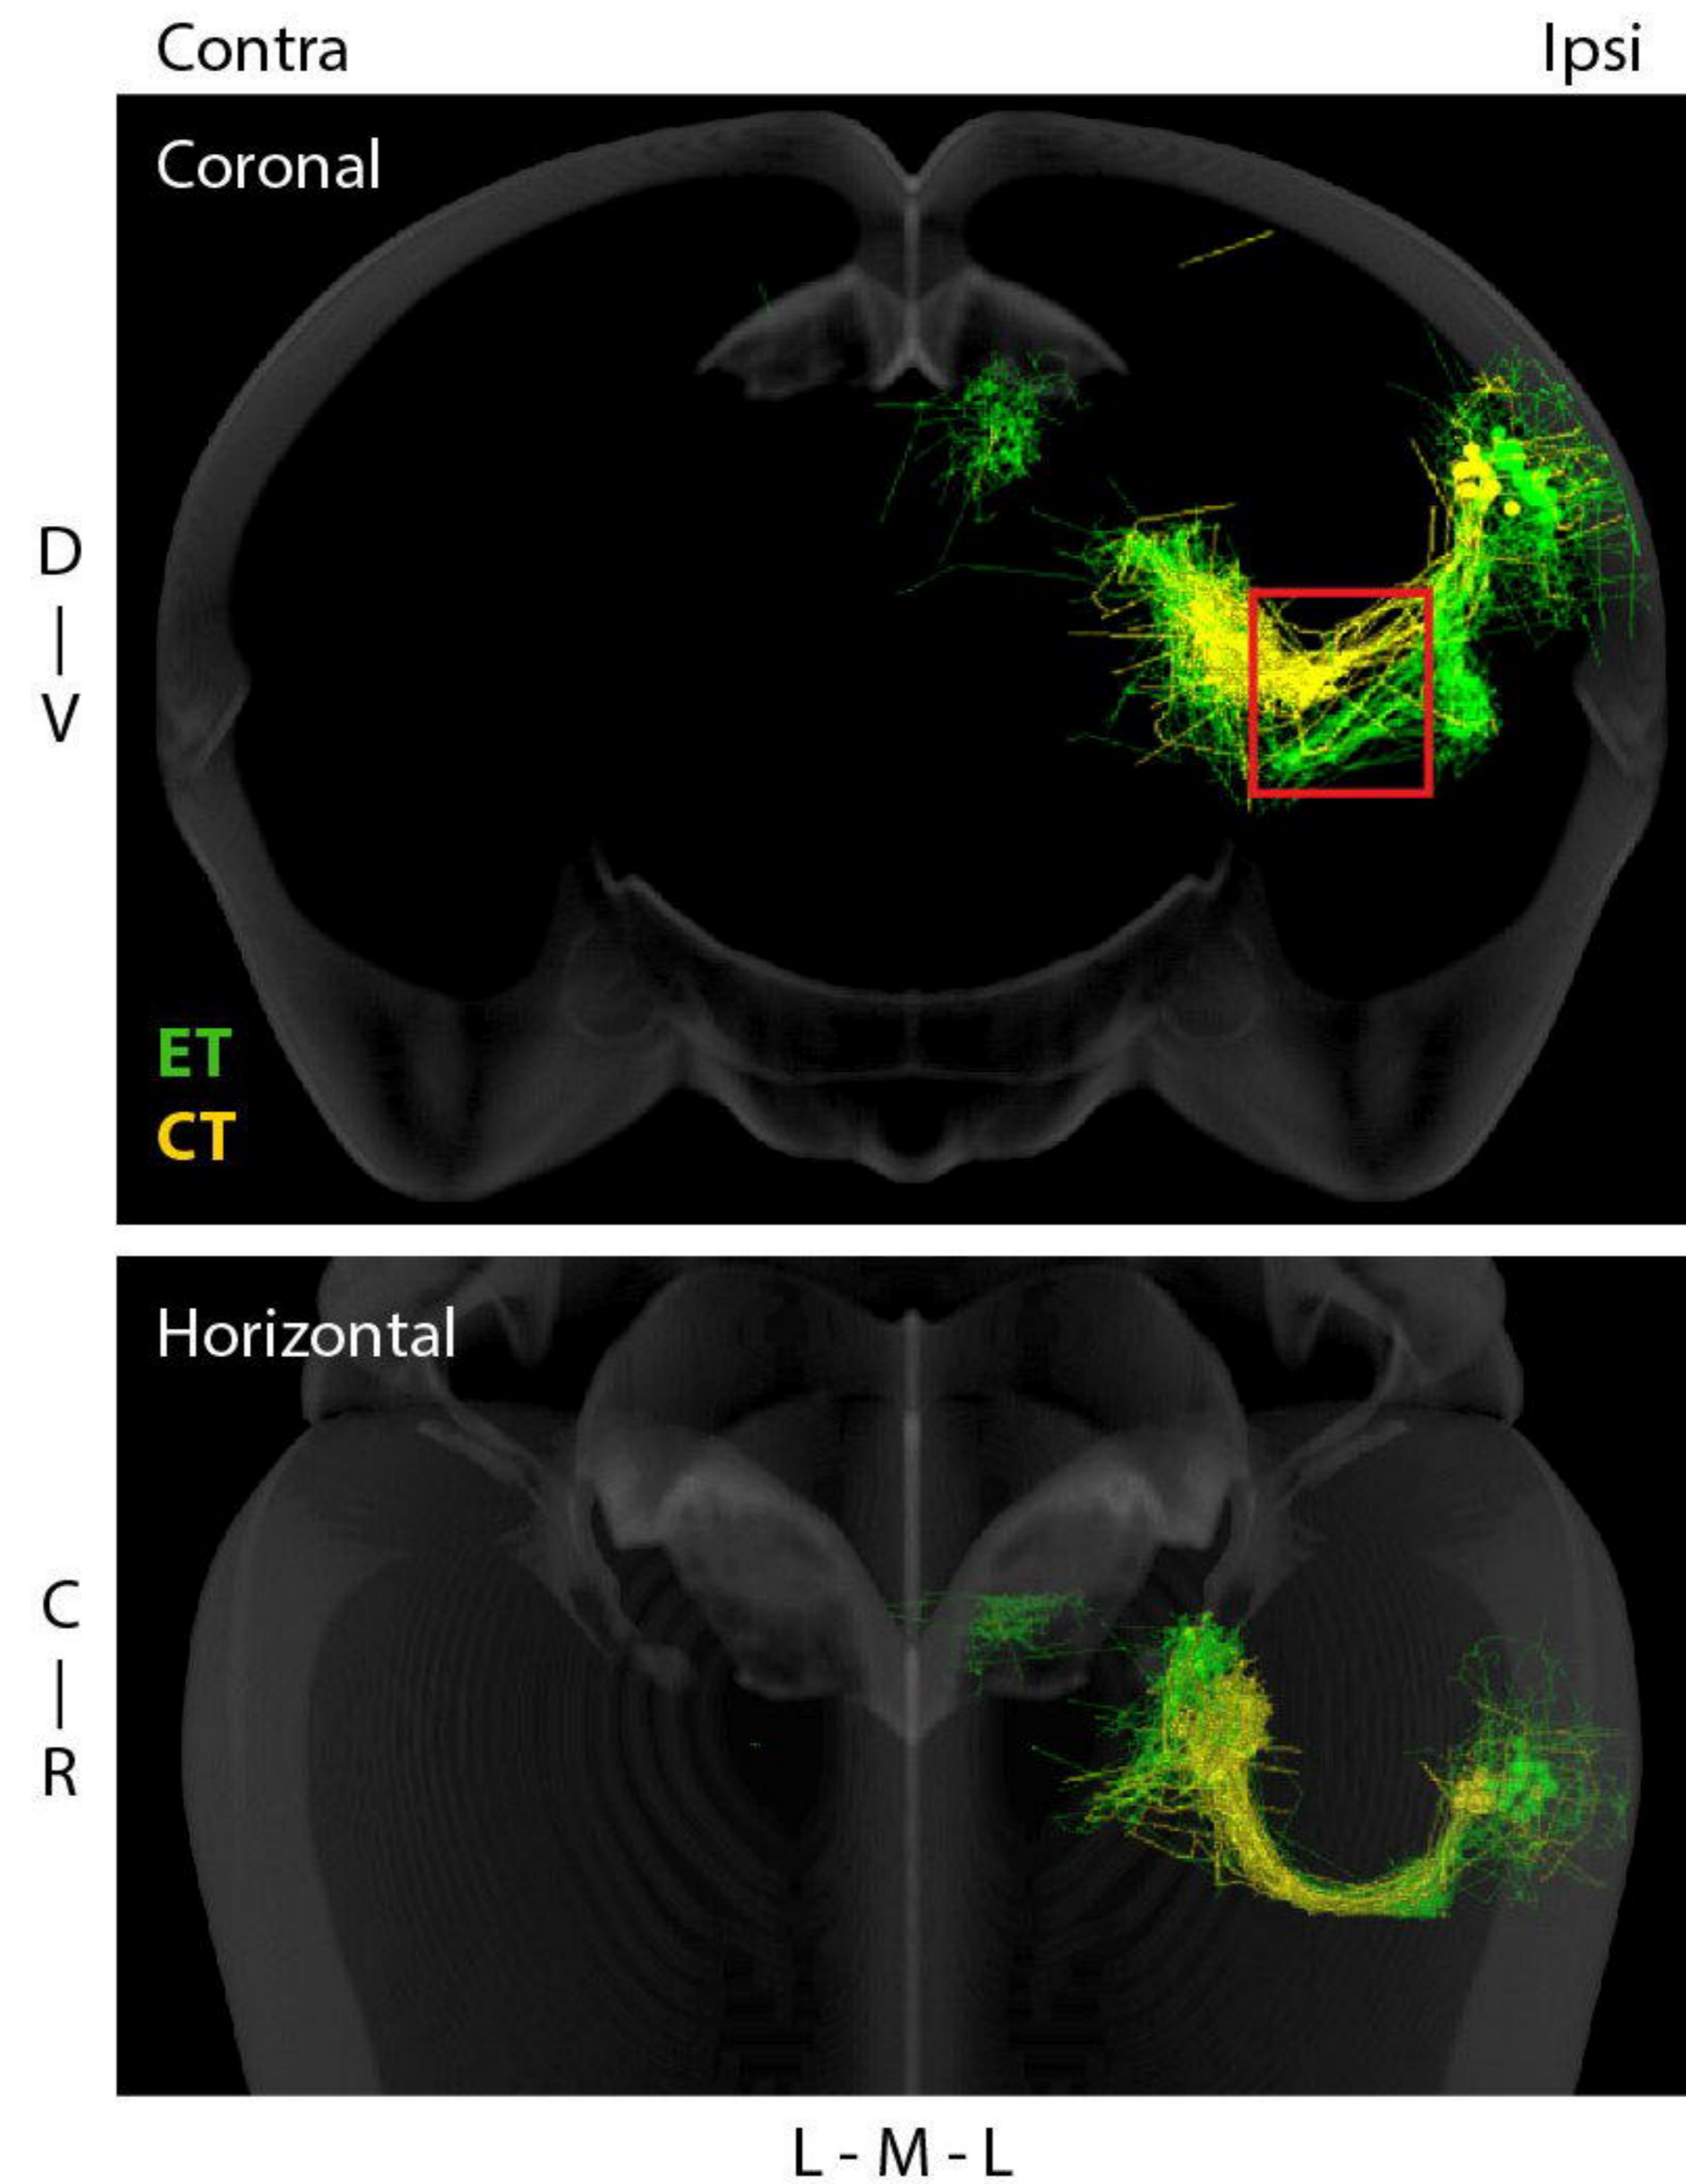 Contra Ipsi
Coronal
D
|
V
ET
CT
Horizontal
C
|
R
L - M - L